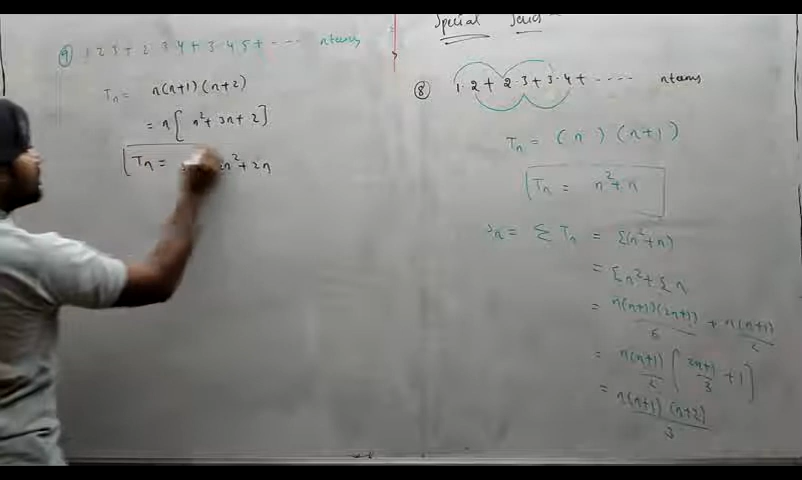 ⑨ 1·2·3 + 2·3·4 + 3·4·5 + ---- n terms
Tn = n(n+1)(n+2)
= n[n²+3n+2]
Tn = n²+2n
Special Series
⑧ 1·2 + 2·3 + 3·4 + ---- n terms
Tn = (n)(n+1)
Tn = n²+n
Sn = Σ Tn = Σ(n²+n)
= Σn² + Σn
= n(n+1)(2n+1)/6 + n(n+1)/2
= n(n+1)/2 [2n+1/3 + 1]
= n(n+1)(n+2)/3